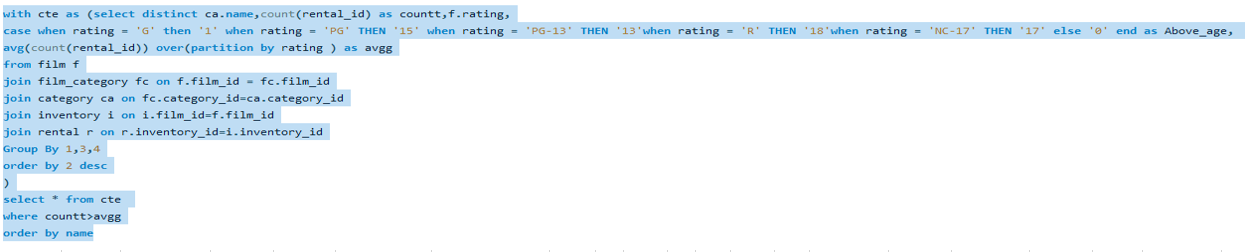 with cte as (select distinct ca.name,count(rental_id) as countt,f.rating,
case when rating = 'G' then '1' when rating = 'PG' THEN '15' when rating = 'PG-13' THEN '13'when rating = 'R' THEN '18'when rating = 'NC-17' THEN '17' else '0' end as Above_age,
avg(count(rental_id)) over(partition by rating ) as avgg
from film f
join film_category fc on f.film_id = fc.film_id
join category ca on fc.category_id=ca.category_id
join inventory i on i.film_id=f.film_id
join rental r on r.inventory_id=i.inventory_id
Group By 1,3,4
order by 2 desc
)
select * from cte
where countt>avgg
order by name